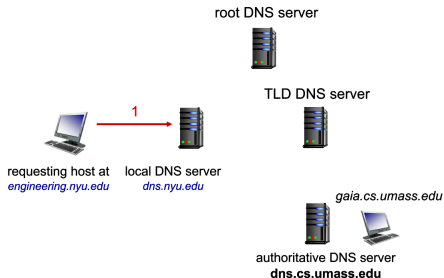 root DNS server
TLD DNS server
1
requesting host at
engineering.nyu.edu
local DNS server
dns.nyu.edu
gaia.cs.umass.edu
authoritative DNS server
dns.cs.umass.edu